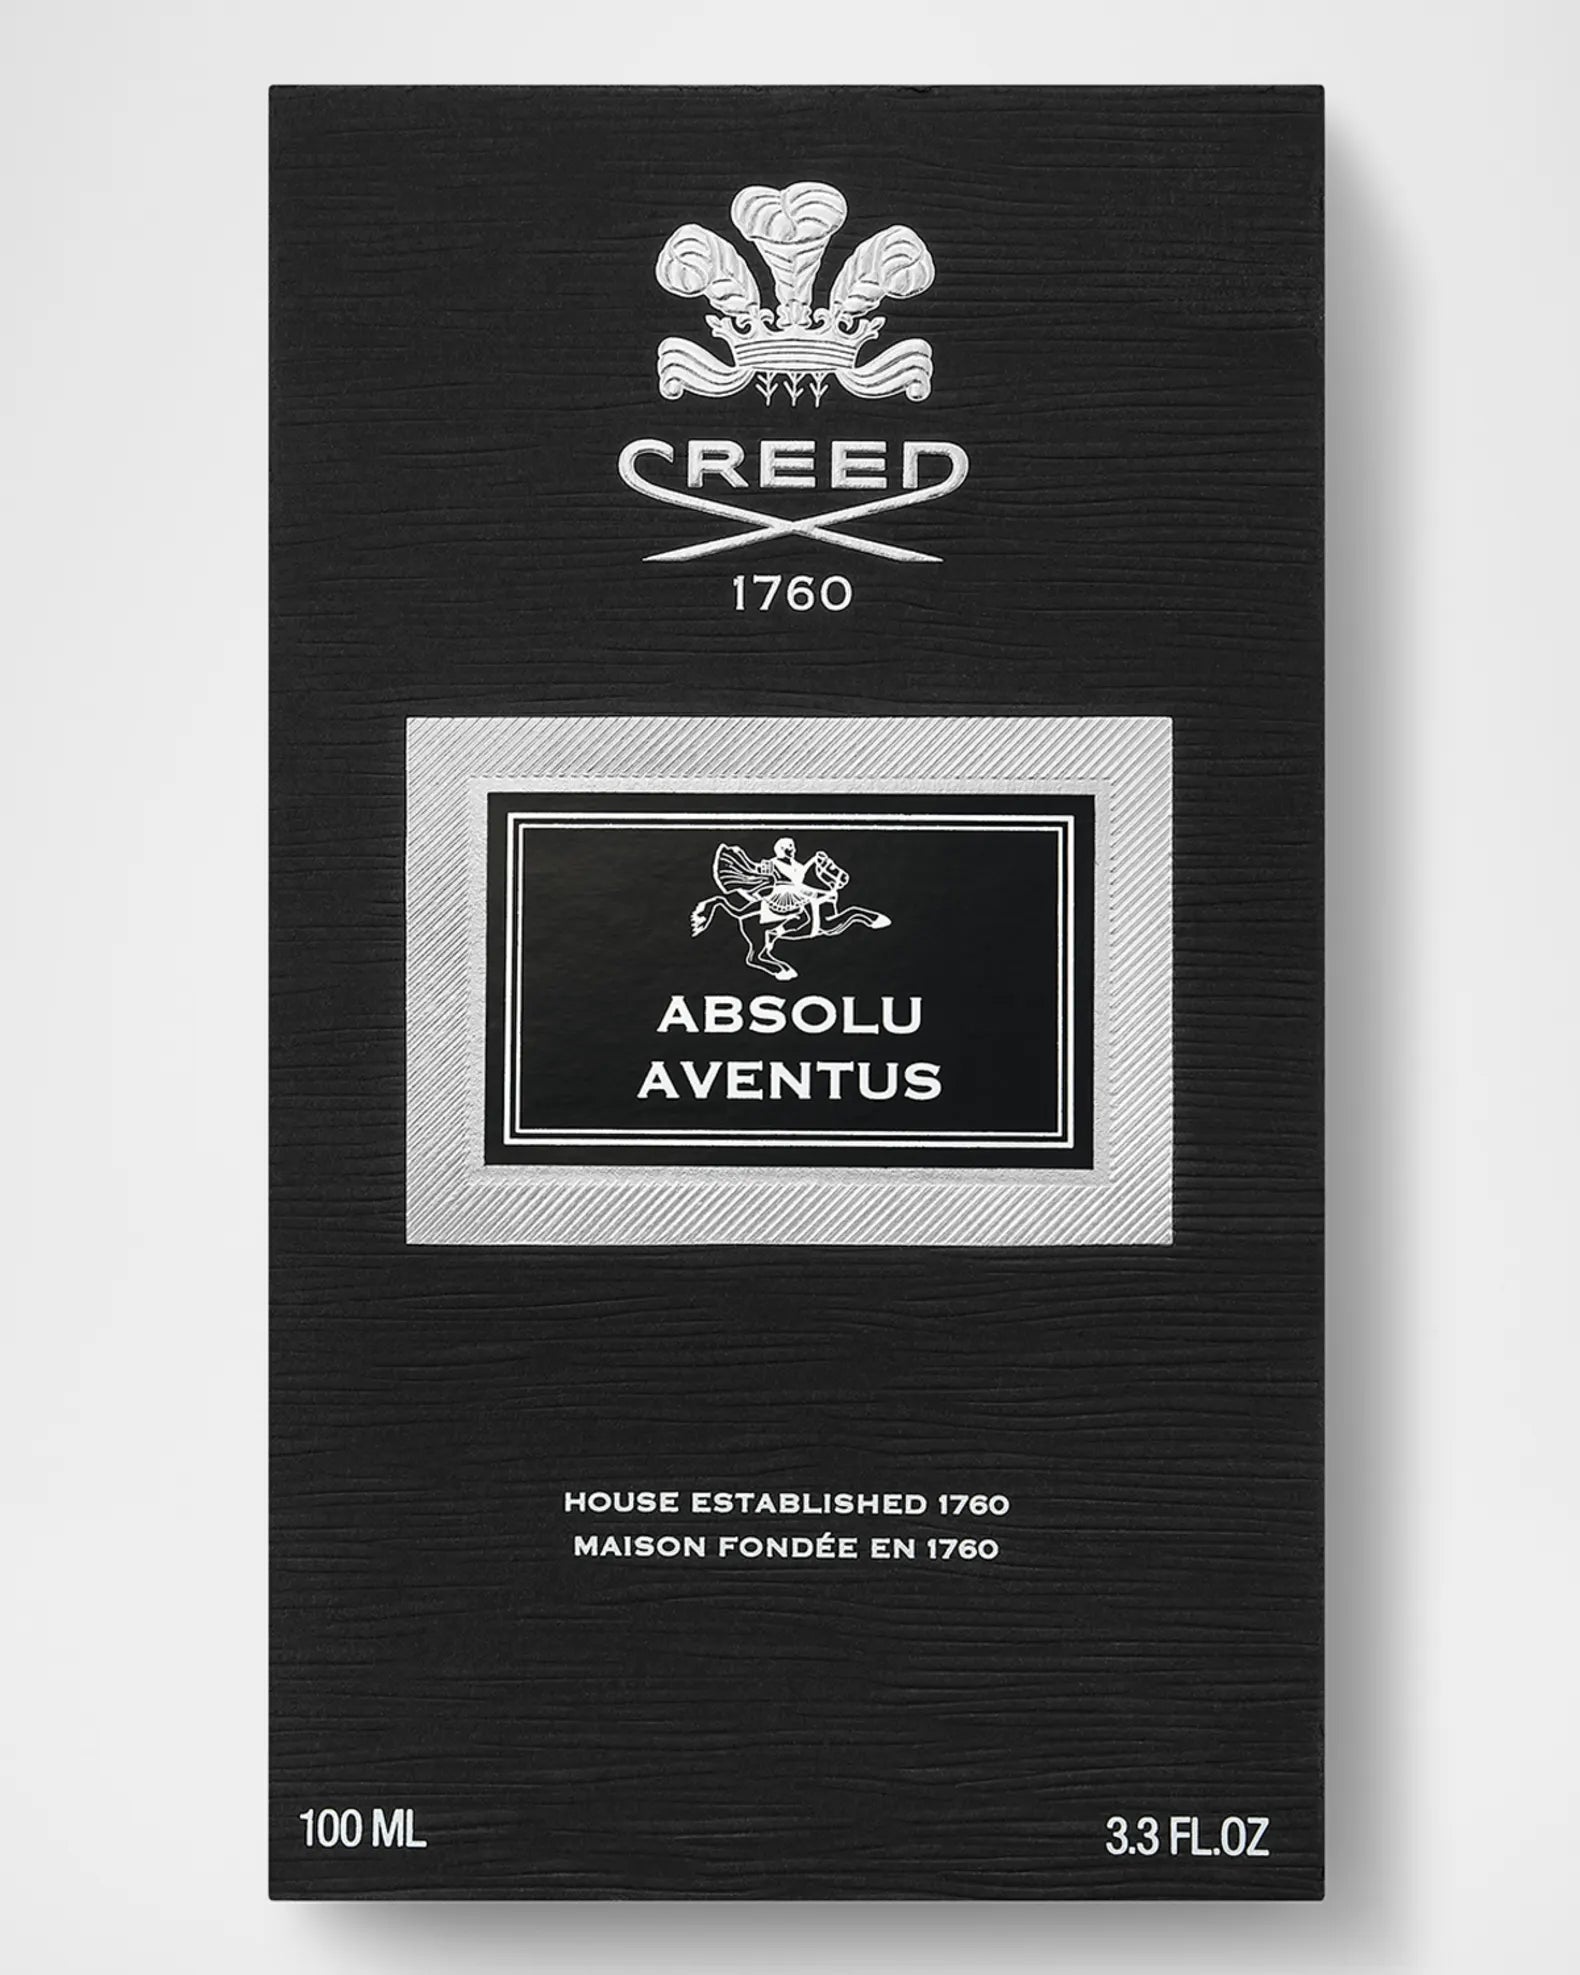 CREED
1760
ABSOLU
AVENTUS
HOUSE ESTABLISHED 1760
MAISON FONDÉE EN 1760
100 ML
3.3 FL.OZ